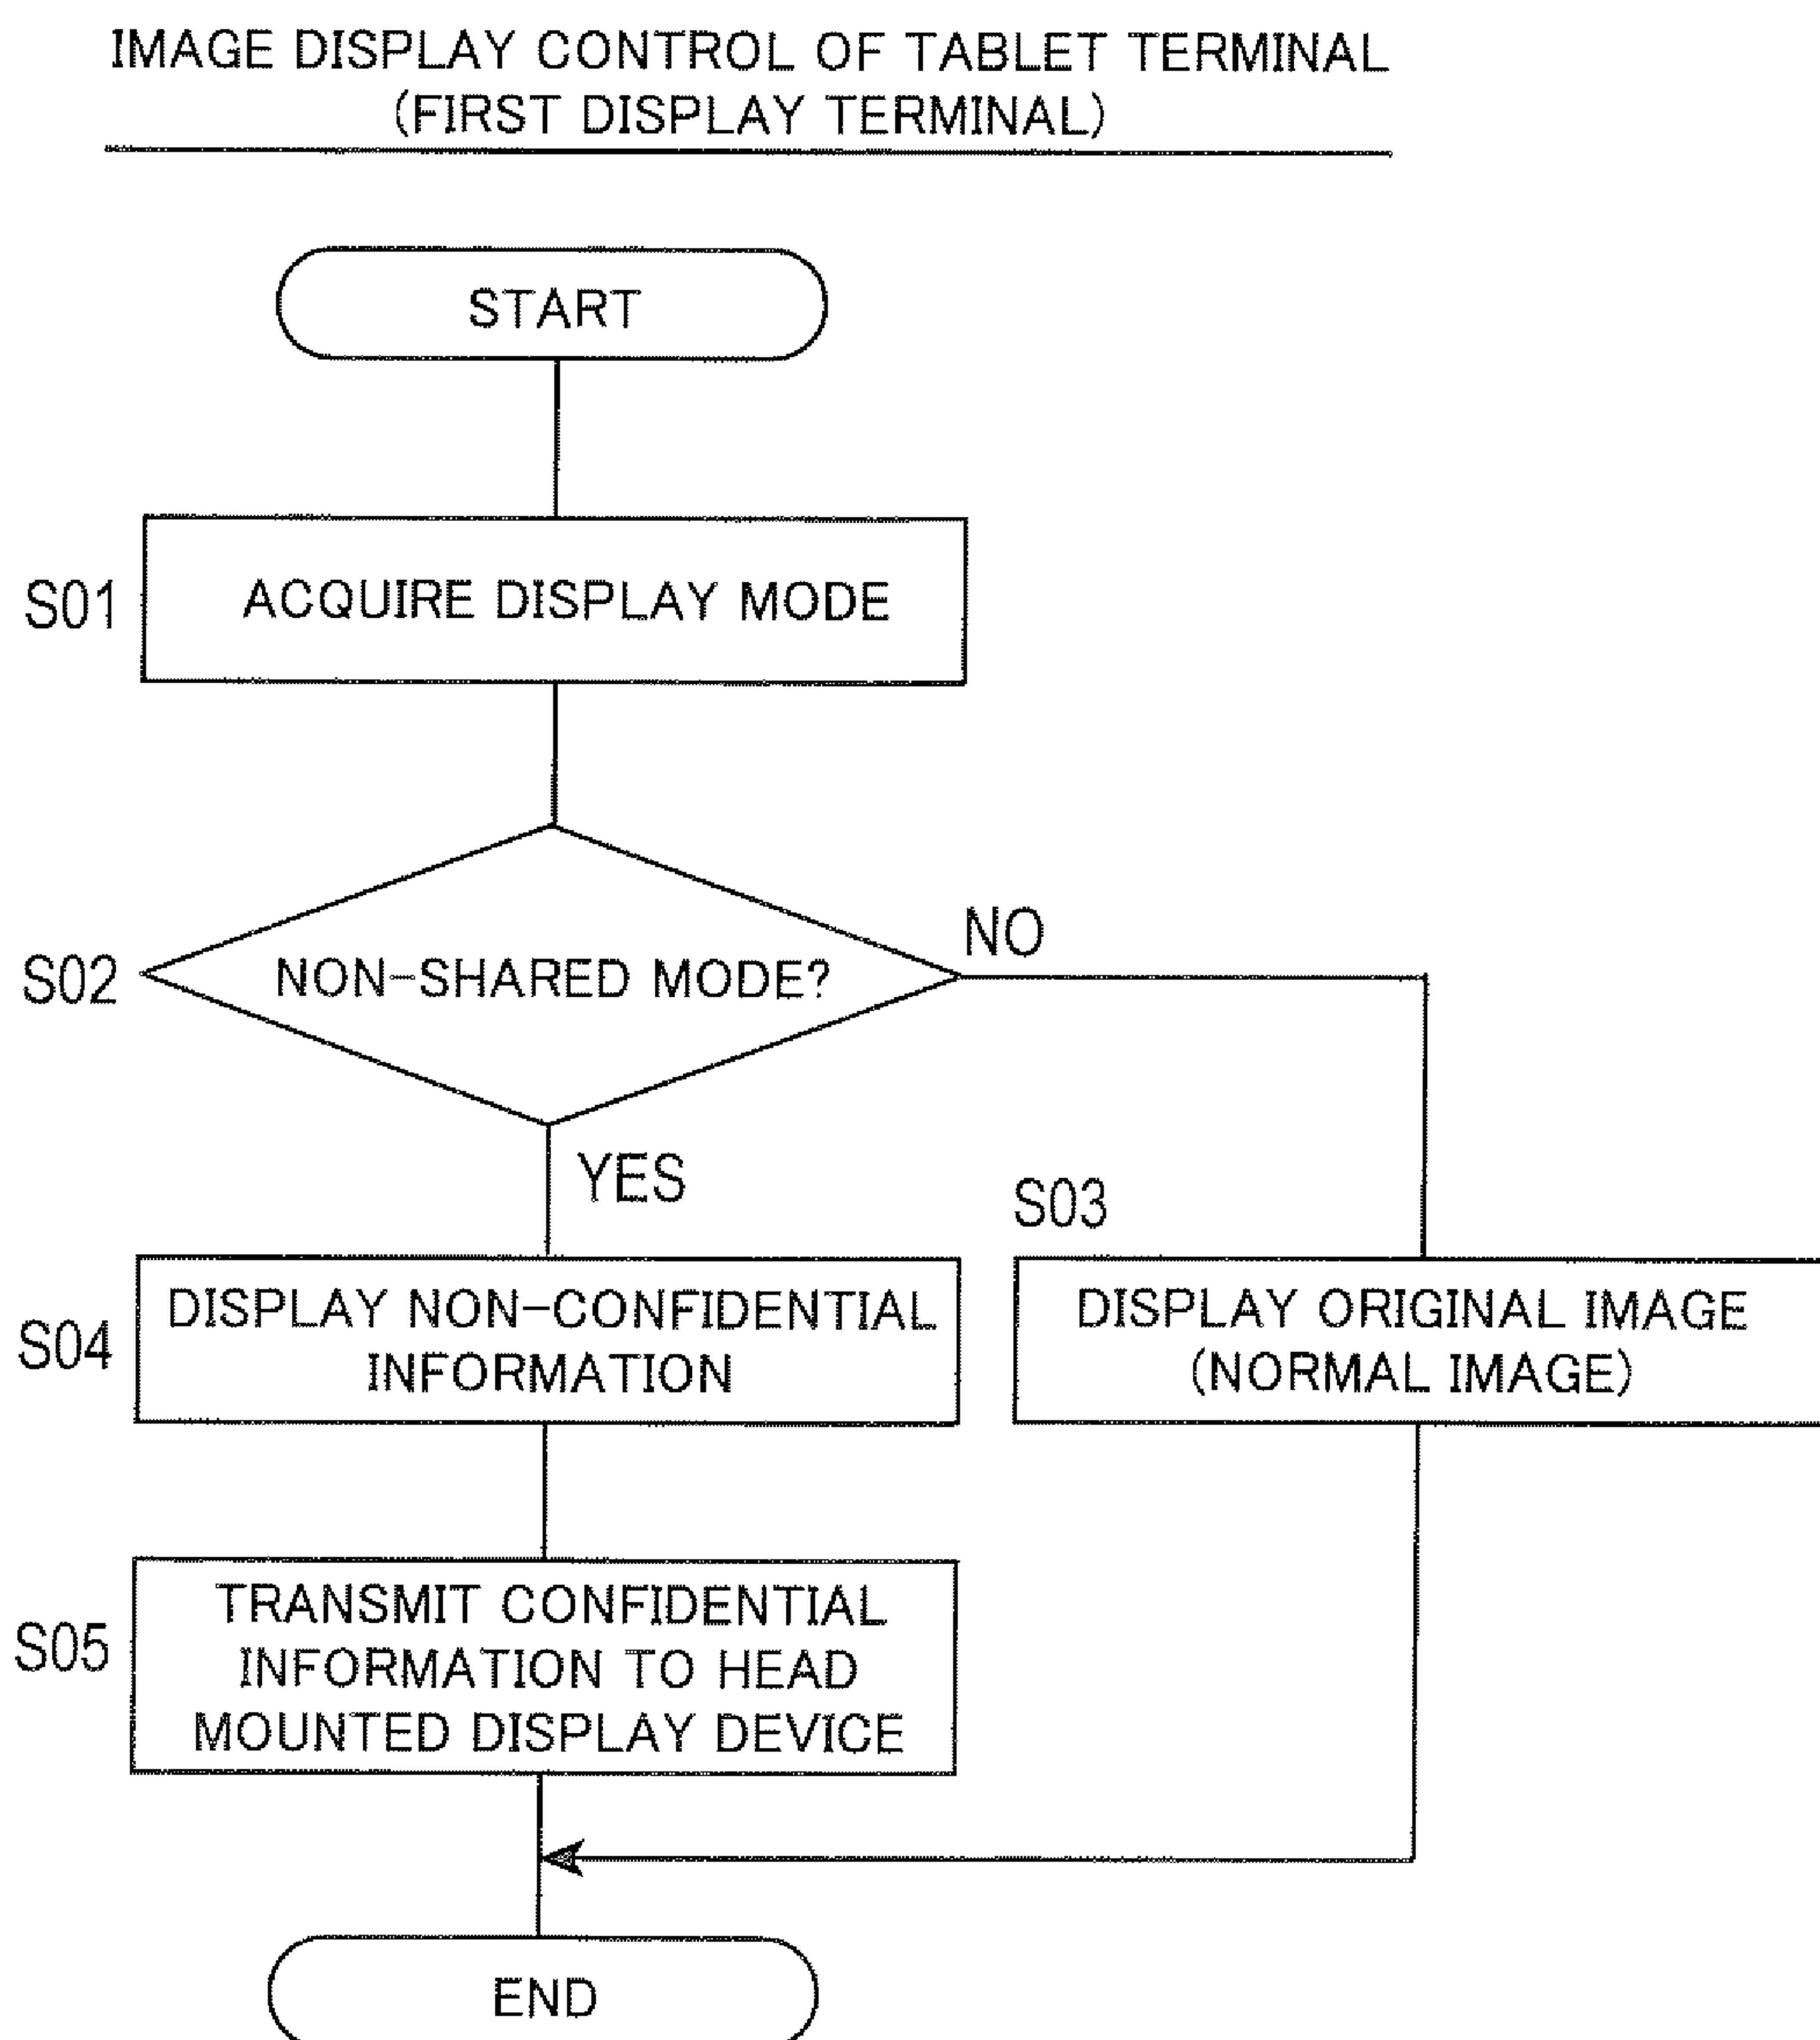 IMAGE DISPLAY CONTROL OF TABLET TERMINAL
(FIRST DISPLAY TERMINAL)
START
S01
ACQUIRE DISPLAY MODE
S02
NON-SHARED MODE?
NO
YES
S03
S04
DISPLAY NON-CONFIDENTIAL
INFORMATION
DISPLAY ORIGINAL IMAGE
(NORMAL IMAGE)
S05
TRANSMIT CONFIDENTIAL
INFORMATION TO HEAD
MOUNTED DISPLAY DEVICE
END